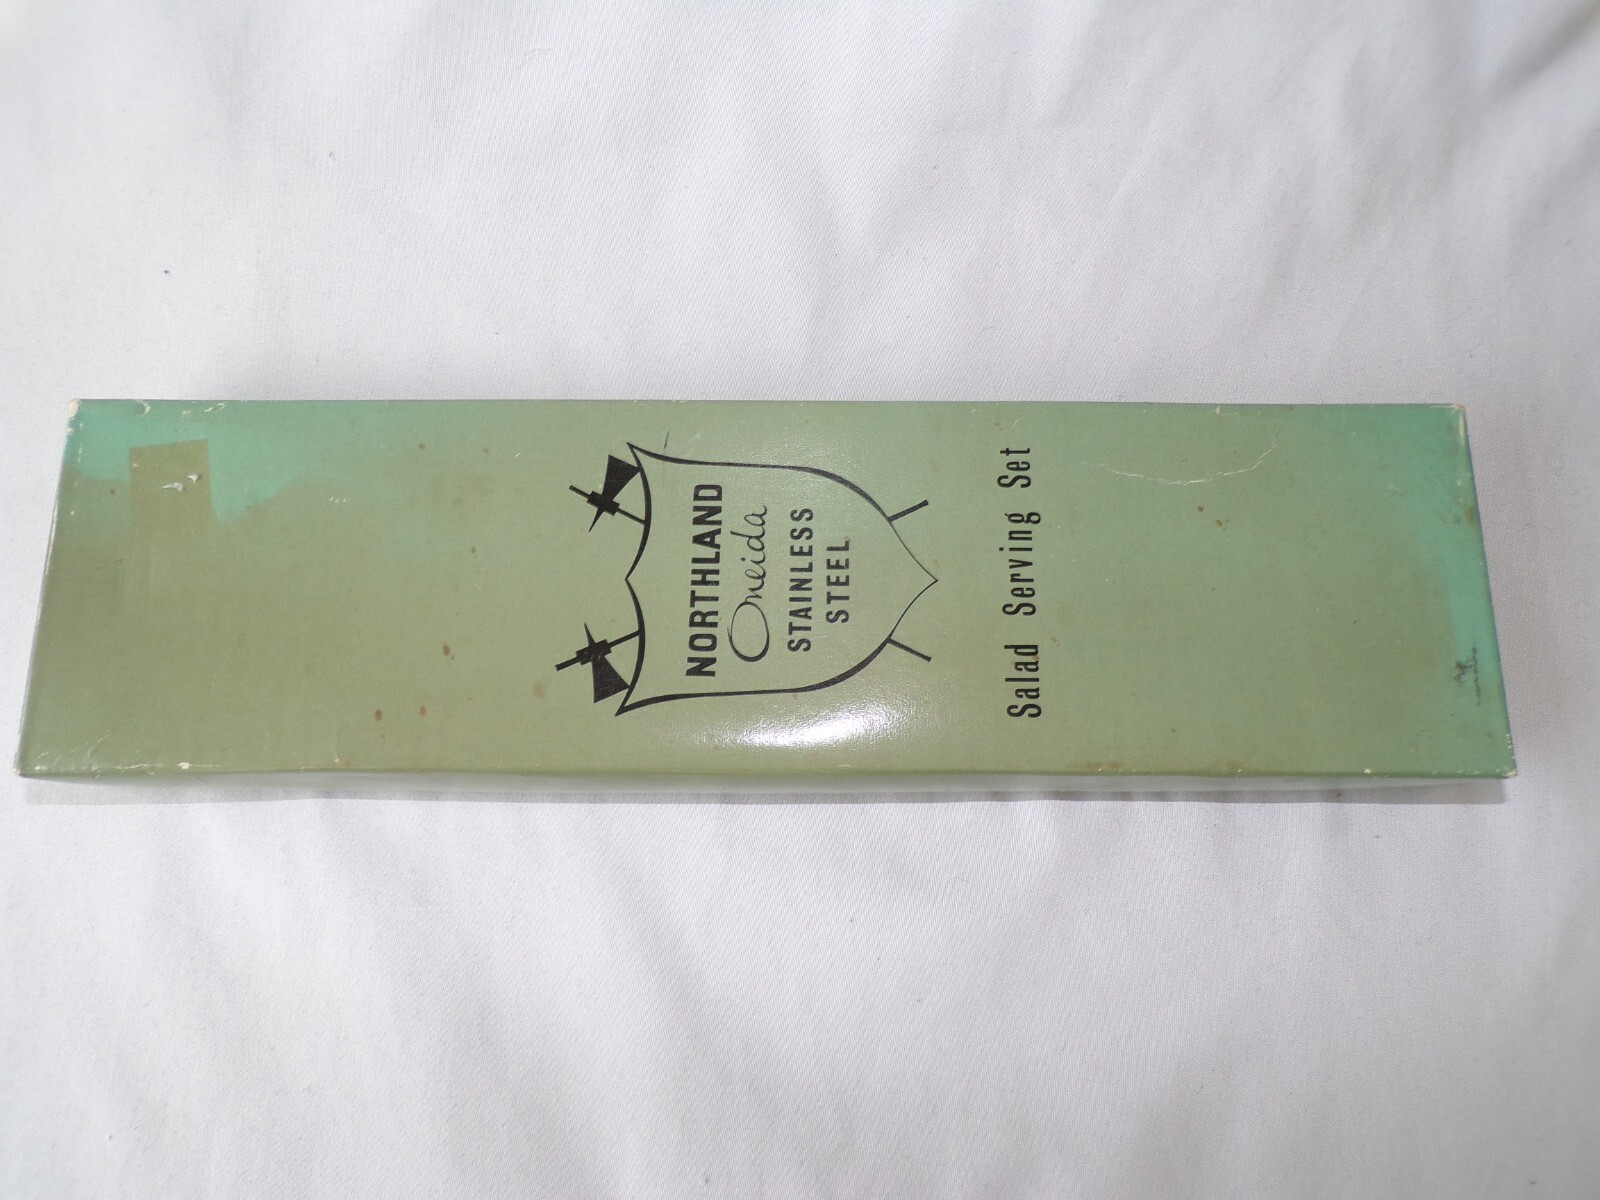 NORTHLAND
Oneida
STAINLESS
STEEL
Salad Serving Set